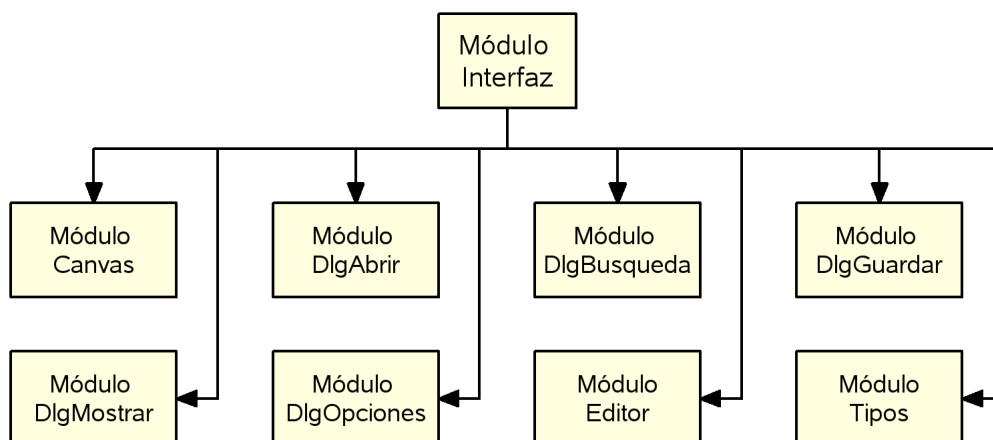 Módulo
Interfaz
Módulo
Canvas
Módulo
DlgAbrir
Módulo
DlgBusqueda
Módulo
DlgGuardar
Módulo
DlgMostrar
Módulo
DlgOpciones
Módulo
Editor
Módulo
Tipos